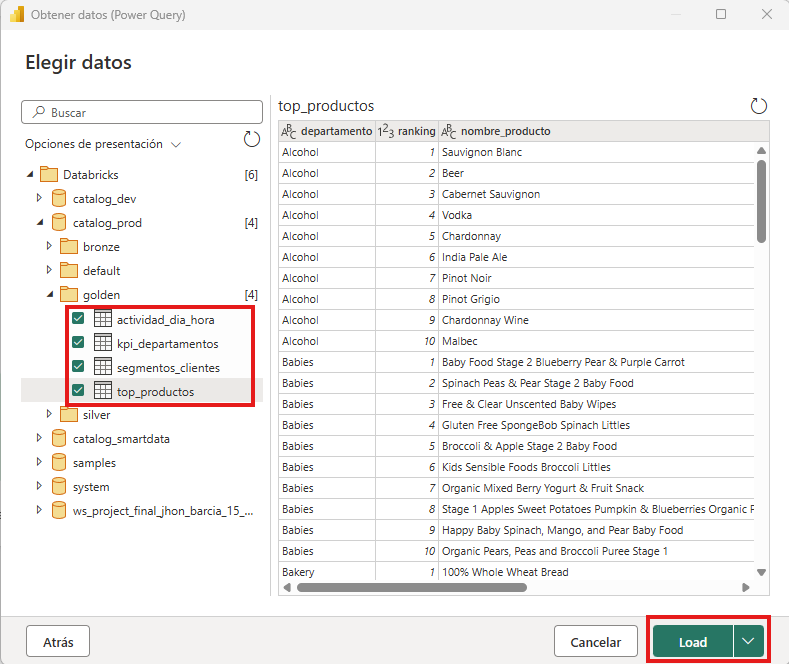 Obtener datos (Power Query)
Elegir datos
Buscar
Opciones de presentación
Databricks [6]
catalog_dev
catalog_prod [4]
bronze
default
golden [4]
actividad_dia_hora
kpi_departamentos
segmentos_clientes
top_productos
silver
catalog_smartdata
samples
system
ws_project_final_jhon_barcia_15_...
top_productos
ABC departamento 123 ranking ABC nombre_producto
Alcohol 1 Sauvignon Blanc
Alcohol 2 Beer
Alcohol 3 Cabernet Sauvignon
Alcohol 4 Vodka
Alcohol 5 Chardonnay
Alcohol 6 India Pale Ale
Alcohol 7 Pinot Noir
Alcohol 8 Pinot Grigio
Alcohol 9 Chardonnay Wine
Alcohol 10 Malbec
Babies 1 Baby Food Stage 2 Blueberry Pear & Purple Carrot
Babies 2 Spinach Peas & Pear Stage 2 Baby Food
Babies 3 Free & Clear Unscented Baby Wipes
Babies 4 Gluten Free SpongeBob Spinach Littles
Babies 5 Broccoli & Apple Stage 2 Baby Food
Babies 6 Kids Sensible Foods Broccoli Littles
Babies 7 Organic Mixed Berry Yogurt & Fruit Snack
Babies 8 Stage 1 Apples Sweet Potatoes Pumpkin & Blueberries Organic
Babies 9 Happy Baby Spinach, Mango, and Pear Baby Food
Babies 10 Organic Pears, Peas and Broccoli Puree Stage 1
Bakery 1 100% Whole Wheat Bread
Atrás
Cancelar
Load